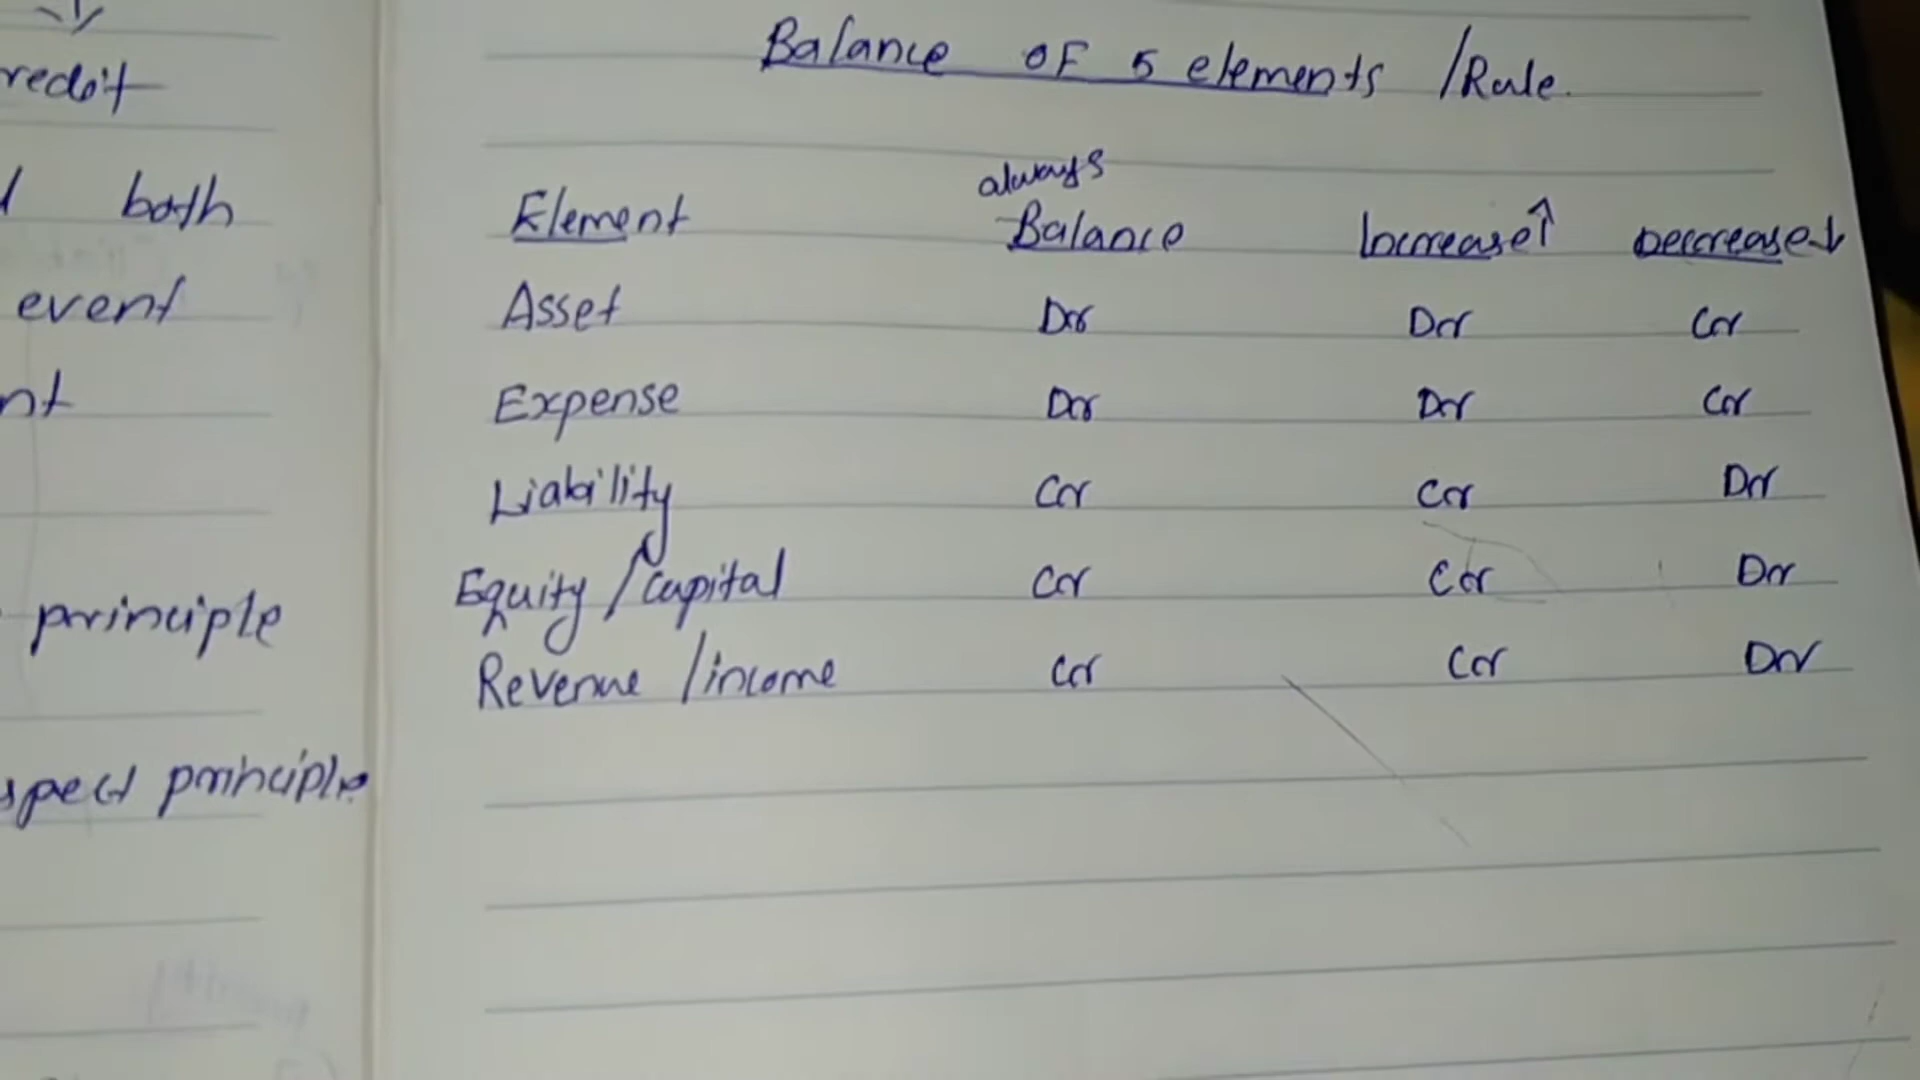 redit
both
event
nt
principle
spect principle
Balance OF 5 elements /Rule.
always
Element Balance Increase↑ Decrease↓
Asset Dr Dr Cr
Expense Dr Dr Cr
Liability Cr Cr Dr
Equity/capital Cr Cr Dr
Revenue /income Cr Cr Dr